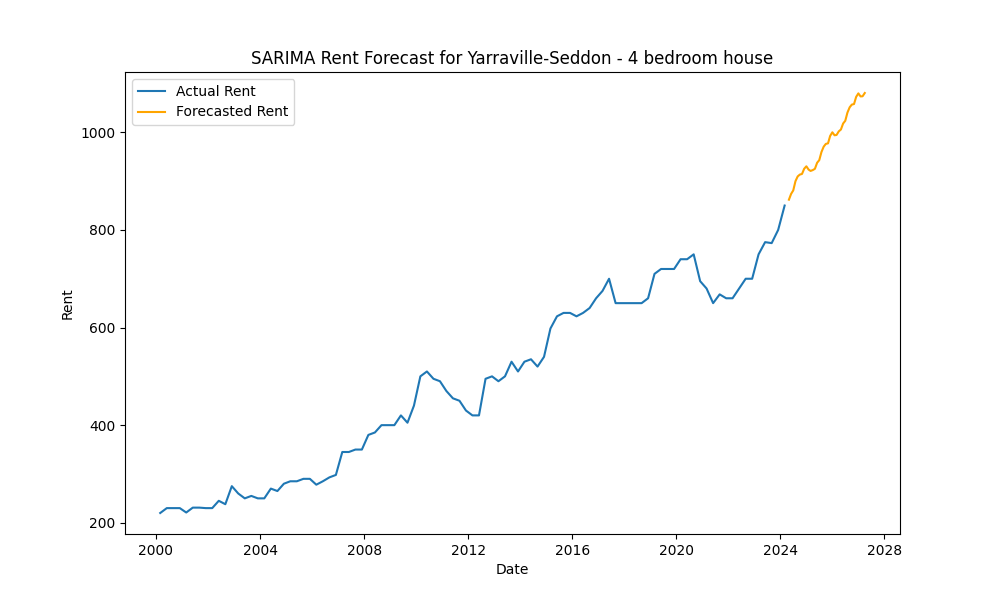 SARIMA Rent Forecast for Yarraville-Seddon - 4 bedroom house
Actual Rent
Forecasted Rent
1000
800
600
400
200
Rent
2000 2004 2008 2012 2016 2020 2024 2028
Date